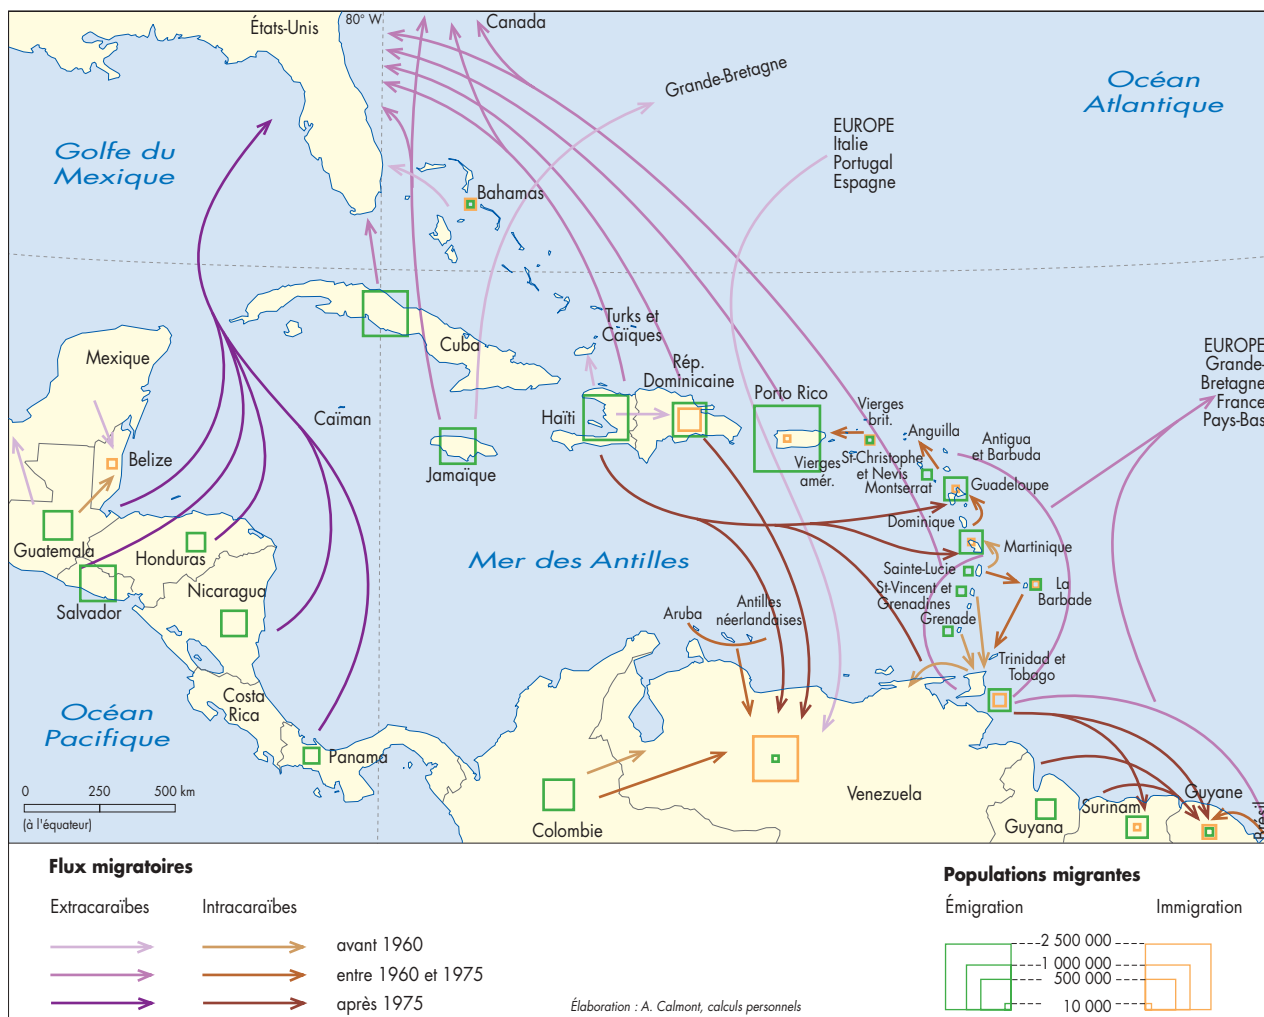 États-Unis
80° W
Canada
Grande-Bretagne
Océan
Atlantique
EUROPE
Italie
Portugal
Espagne
Golfe du
Mexique
Bahamas
Turks et
Caïques
Cuba
Mexique
Rép.
Dominicaine
Porto Rico
EUROPE
Grande-
Bretagne
France
Pays-Bas
Caïman
Haïti
Vierges
brit.
Anguilla
Belize
Jamaïque
Vierges
amér.
St-Christophe
et Nevis
Montserrat
Antigua
et Barbuda
Guadeloupe
Guatemala
Honduras
Dominique
Martinique
Mer des Antilles
Sainte-Lucie
Salvador
Nicaragua
St-Vincent et
Grenadines
La
Barbade
Aruba
Antilles
néerlandaises
Grenade
Trinidad et
Tobago
Costa
Rica
Océan
Pacifique
Panama
0 250 500 km
(à l'équateur)
Colombie
Venezuela
Guyana
Surinam
Guyane
Brésil
Flux migratoires
Extracaraïbes
Intracaraïbes
avant 1960
entre 1960 et 1975
après 1975
Élaboration : A. Calmont, calculs personnels
Populations migrantes
Émigration
Immigration
2 500 000
1 000 000
500 000
10 000